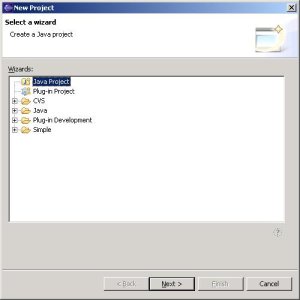 New Project
Select a wizard
Create a Java project
Wizards:
Java Project
Plug-in Project
CVS
Java
Plug-in Development
Simple
< Back
Next >
Finish
Cancel